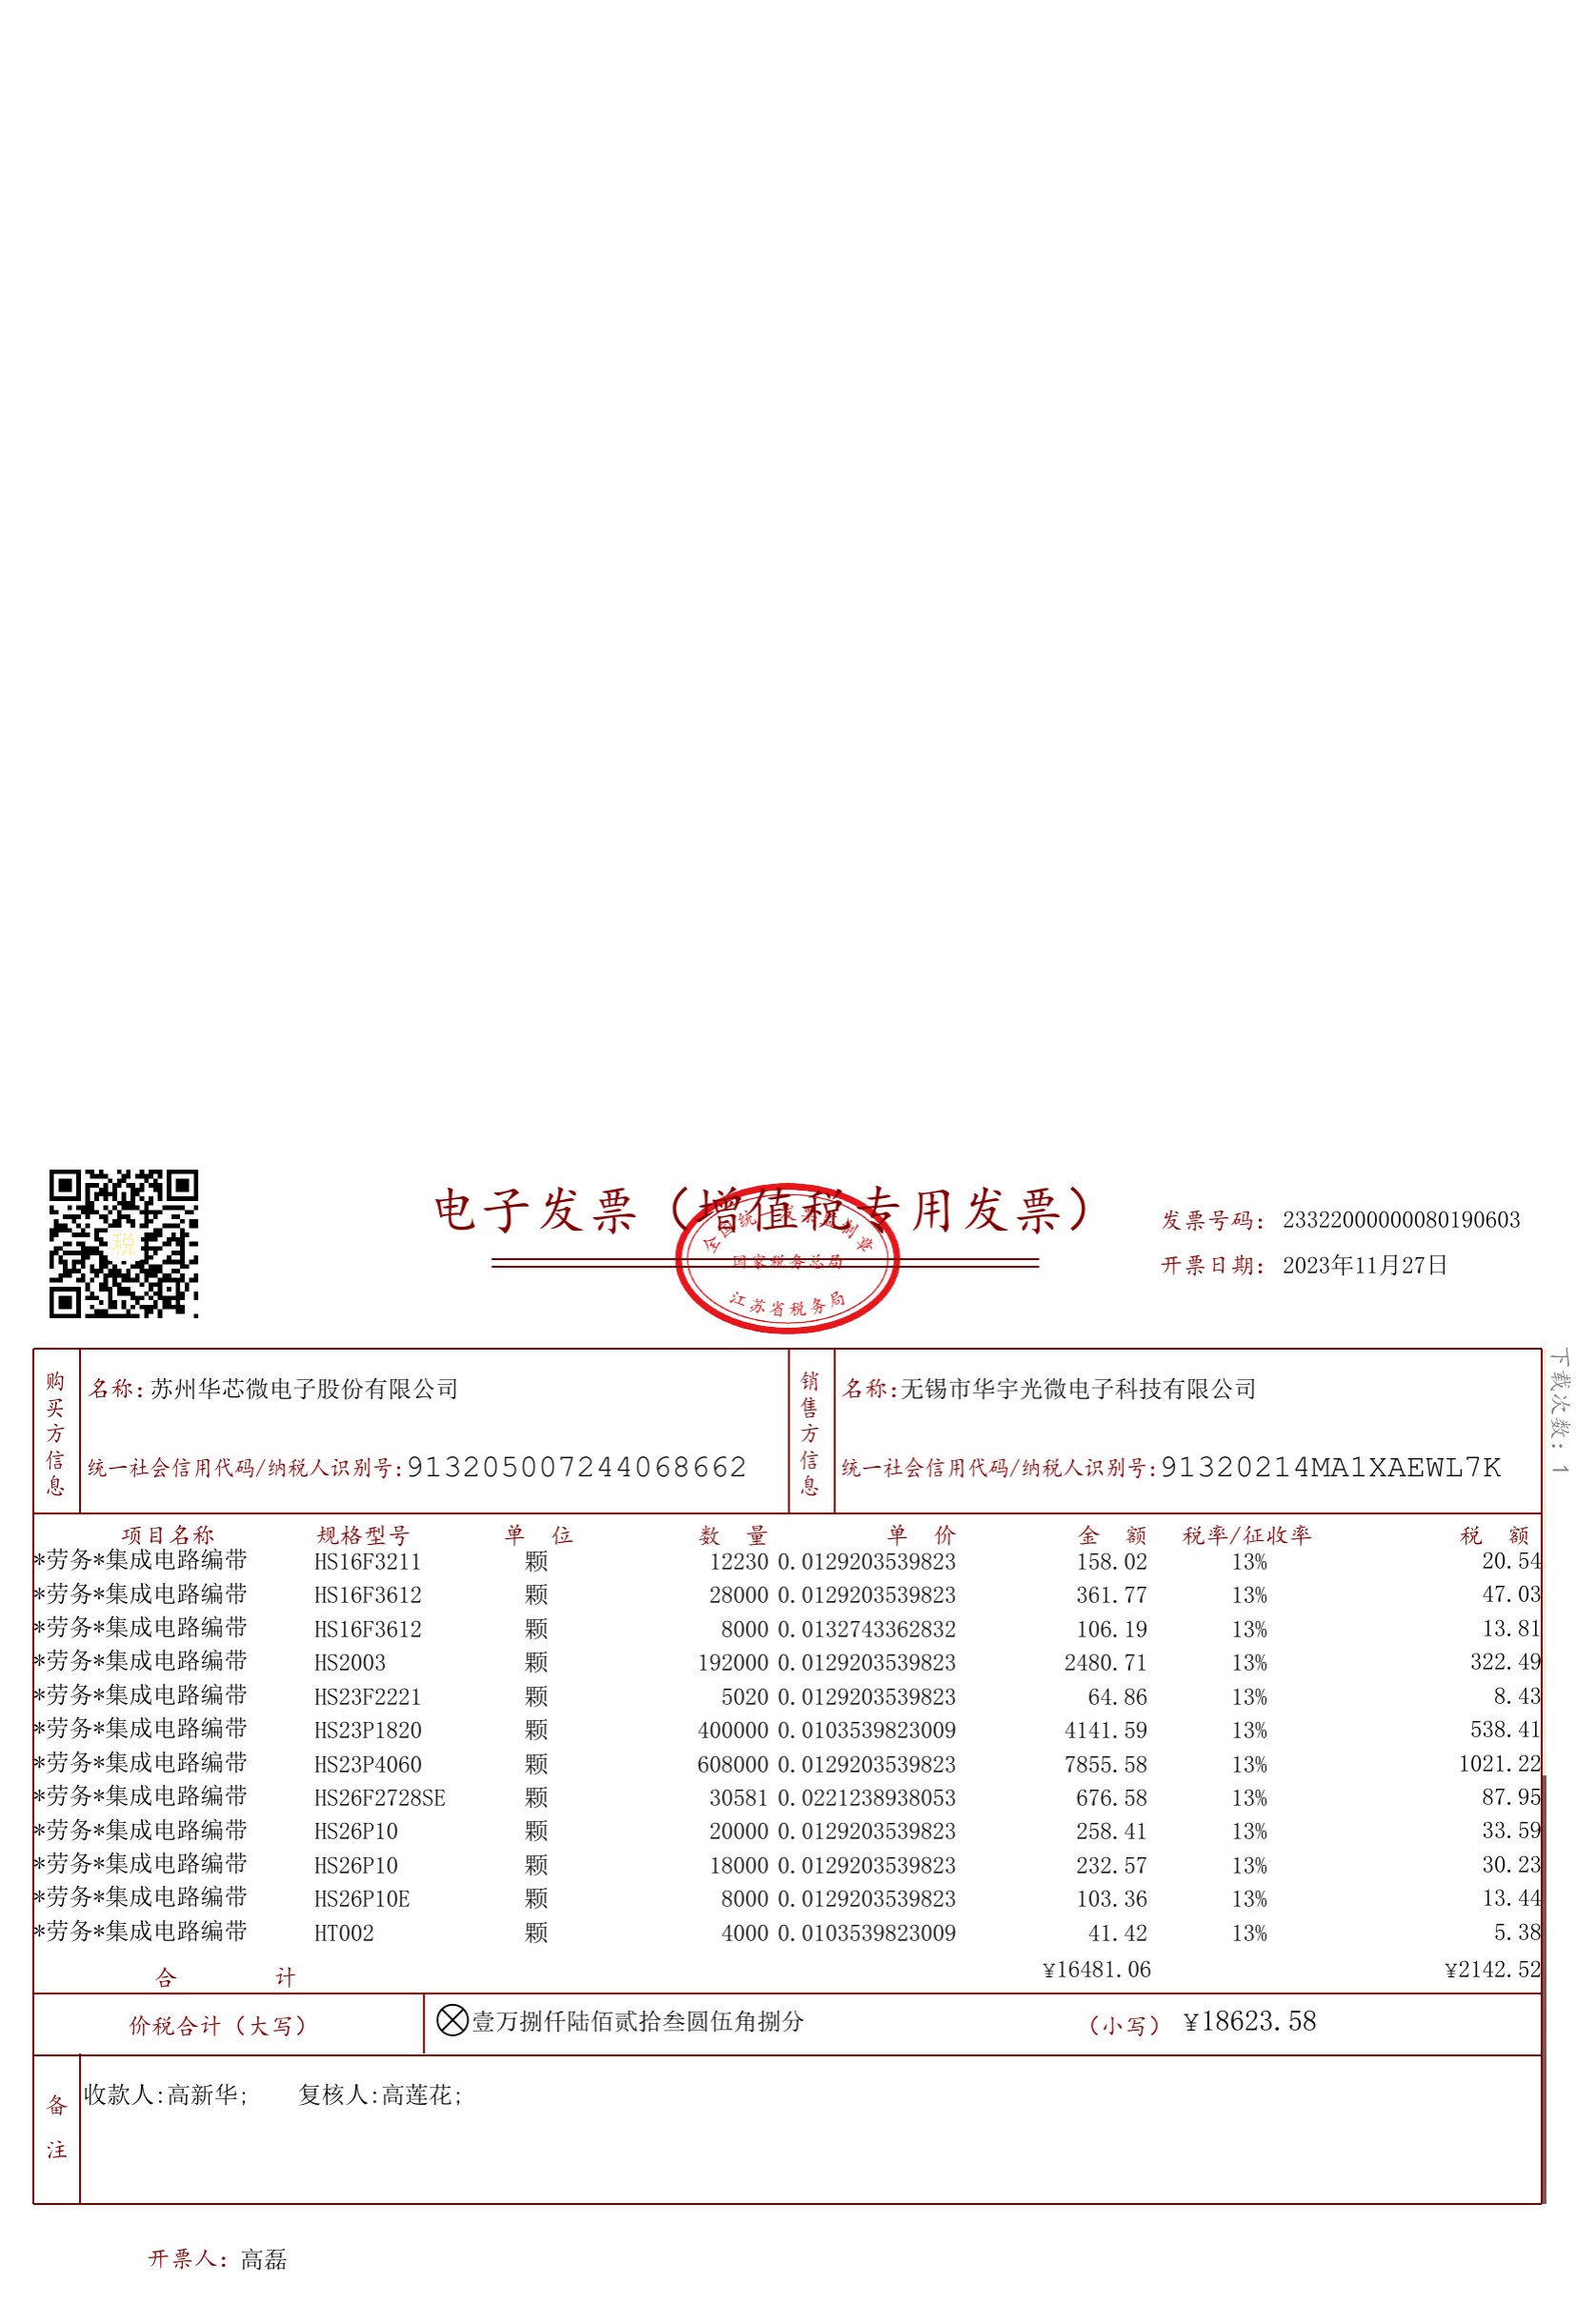 电子发票（增值税专用发票）
全国统一发票监制章
国家税务总局
江苏省税务局
税
发票号码: 23322000000080190603
开票日期: 2023年11月27日
下载次数: 1
购买方信息
名称: 苏州华芯微电子股份有限公司
统一社会信用代码/纳税人识别号: 913205007244068662
销售方信息
名称:无锡市华宇光微电子科技有限公司
统一社会信用代码/纳税人识别号: 91320214MA1XAEWL7K
项目名称 规格型号 单 位 数 量 单 价 金 额 税率/征收率 税 额
*劳务*集成电路编带 HS16F3211 颗 12230 0.0129203539823 158.02 13% 20.54
*劳务*集成电路编带 HS16F3612 颗 28000 0.0129203539823 361.77 13% 47.03
*劳务*集成电路编带 HS16F3612 颗 8000 0.0132743362832 106.19 13% 13.81
*劳务*集成电路编带 HS2003 颗 192000 0.0129203539823 2480.71 13% 322.49
*劳务*集成电路编带 HS23F2221 颗 5020 0.0129203539823 64.86 13% 8.43
*劳务*集成电路编带 HS23P1820 颗 400000 0.0103539823009 4141.59 13% 538.41
*劳务*集成电路编带 HS23P4060 颗 608000 0.0129203539823 7855.58 13% 1021.22
*劳务*集成电路编带 HS26F2728SE 颗 30581 0.0221238938053 676.58 13% 87.95
*劳务*集成电路编带 HS26P10 颗 20000 0.0129203539823 258.41 13% 33.59
*劳务*集成电路编带 HS26P10 颗 18000 0.0129203539823 232.57 13% 30.23
*劳务*集成电路编带 HS26P10E 颗 8000 0.0129203539823 103.36 13% 13.44
*劳务*集成电路编带 HT002 颗 4000 0.0103539823009 41.42 13% 5.38
合 计 ¥16481.06 ¥2142.52
价税合计（大写） 壹万捌仟陆佰贰拾叁圆伍角捌分 （小写） ¥18623.58
备注
收款人:高新华; 复核人:高莲花;
开票人: 高磊